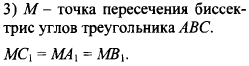 3) M – точка пересечения биссек-
трис углов треугольника ABC.
MC₁ = MA₁ = MB₁.